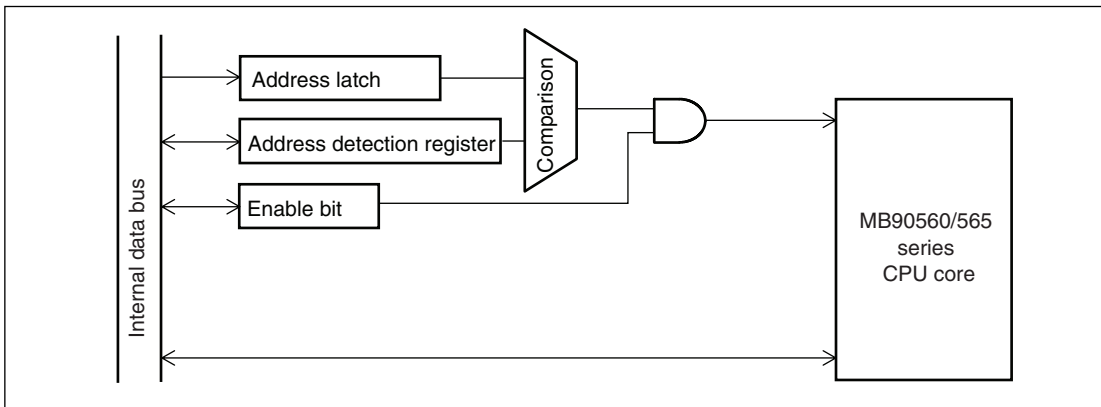 Internal data bus
Address latch
Address detection register
Enable bit
Comparison
MB90560/565
series
CPU core